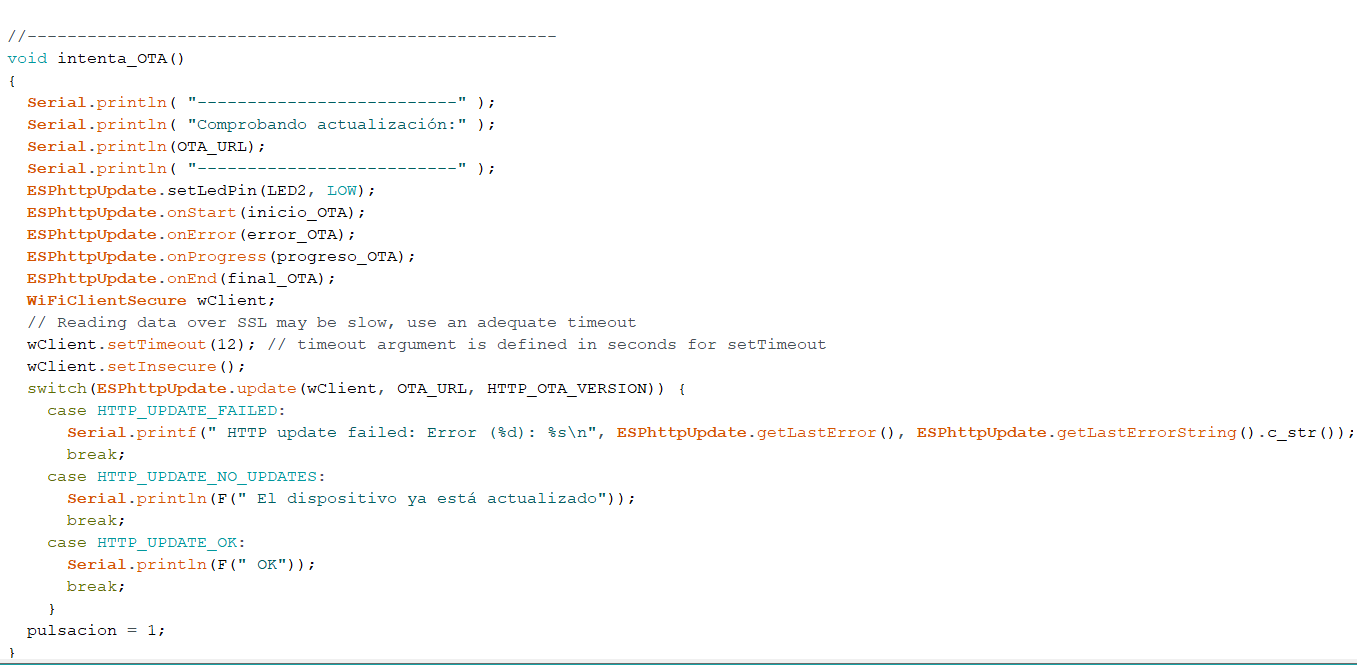 //-----------------------------------------------------
void intenta_OTA()
{
  Serial.println( "--------------------------" );
  Serial.println( "Comprobando actualización:" );
  Serial.println(OTA_URL);
  Serial.println( "--------------------------" );
  ESPhttpUpdate.setLedPin(LED2, LOW);
  ESPhttpUpdate.onStart(inicio_OTA);
  ESPhttpUpdate.onError(error_OTA);
  ESPhttpUpdate.onProgress(progreso_OTA);
  ESPhttpUpdate.onEnd(final_OTA);
  WiFiClientSecure wClient;
  // Reading data over SSL may be slow, use an adequate timeout
  wClient.setTimeout(12); // timeout argument is defined in seconds for setTimeout
  wClient.setInsecure();
  switch(ESPhttpUpdate.update(wClient, OTA_URL, HTTP_OTA_VERSION)) {
    case HTTP_UPDATE_FAILED:
      Serial.printf(" HTTP update failed: Error (%d): %s\n", ESPhttpUpdate.getLastError(), ESPhttpUpdate.getLastErrorString().c_str());
      break;
    case HTTP_UPDATE_NO_UPDATES:
      Serial.println(F(" El dispositivo ya está actualizado"));
      break;
    case HTTP_UPDATE_OK:
      Serial.println(F(" OK"));
      break;
    }
  pulsacion = 1;
}